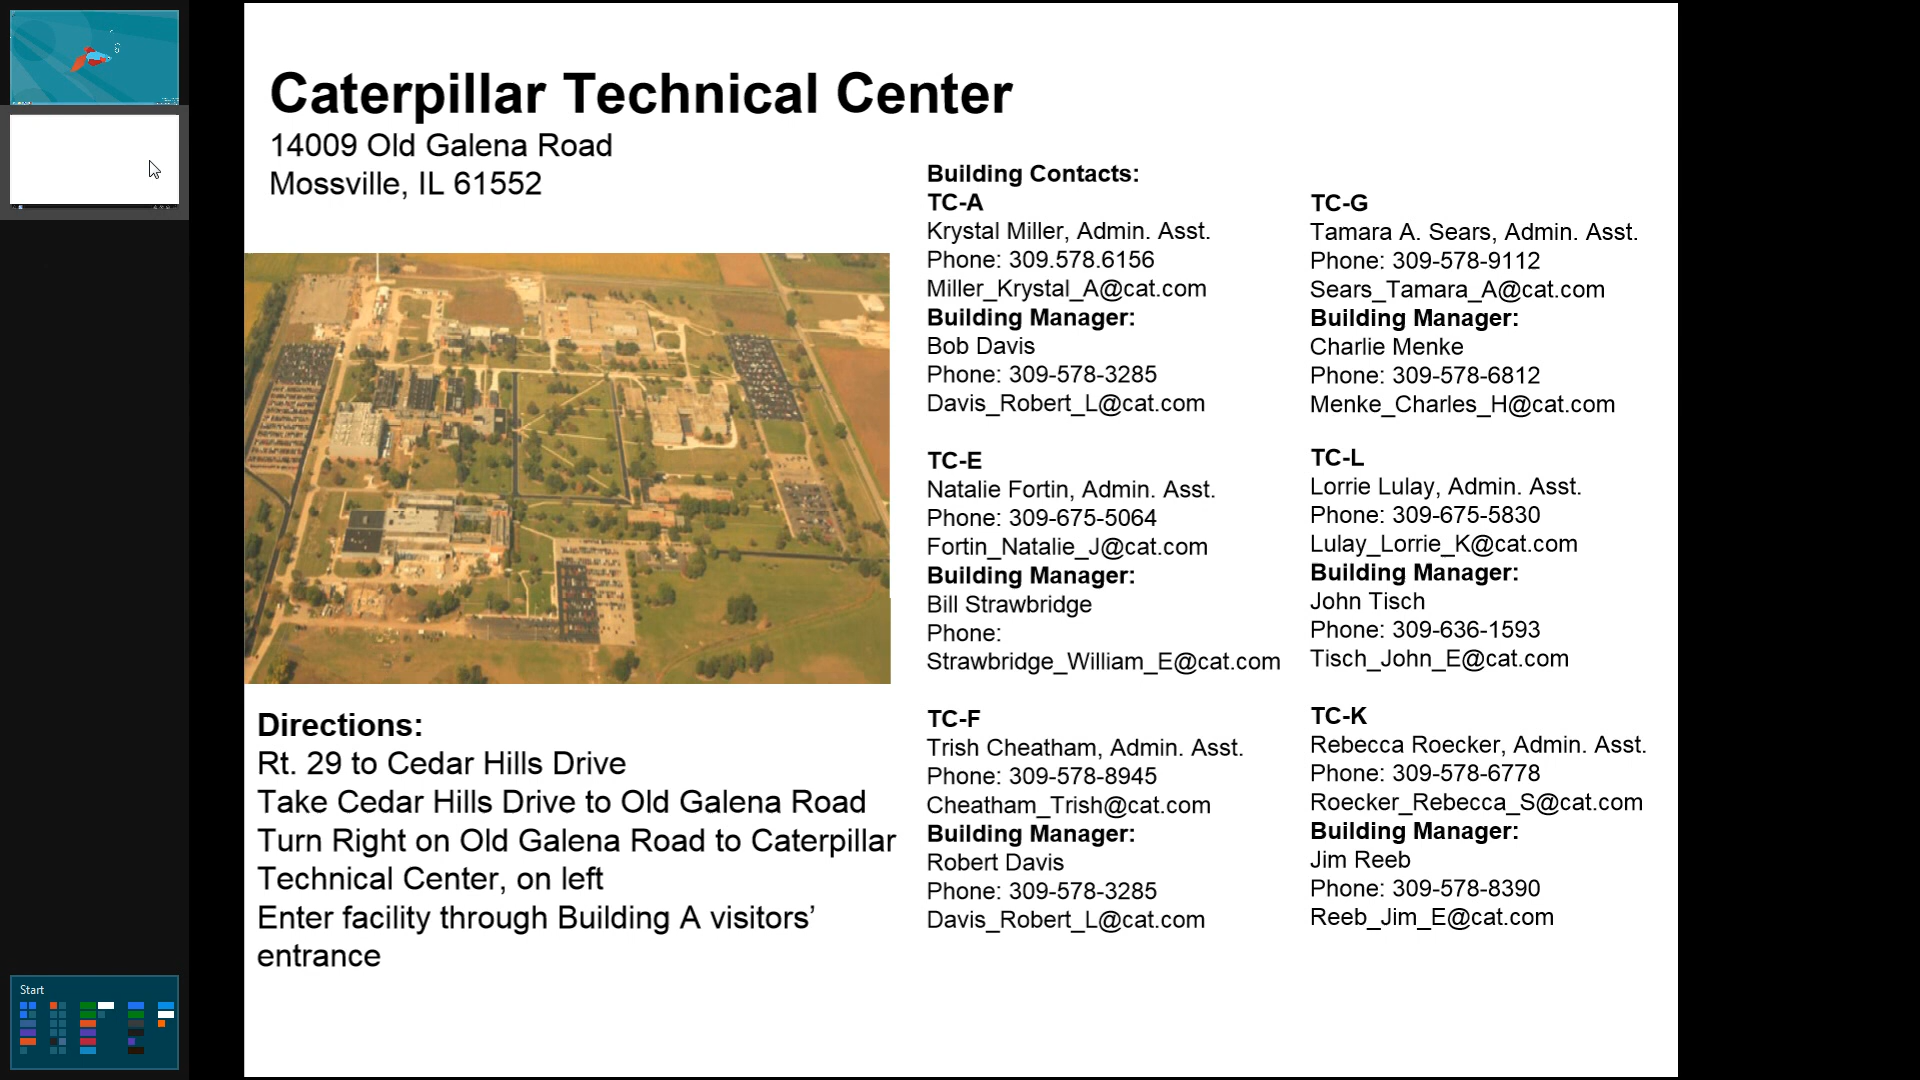 Caterpillar Technical Center
14009 Old Galena Road
Mossville, IL 61552
Directions:
Rt. 29 to Cedar Hills Drive
Take Cedar Hills Drive to Old Galena Road
Turn Right on Old Galena Road to Caterpillar
Technical Center, on left
Enter facility through Building A visitors’
entrance
Building Contacts:
TC-A
Krystal Miller, Admin. Asst.
Phone: 309.578.6156
Miller_Krystal_A@cat.com
Building Manager:
Bob Davis
Phone: 309-578-3285
Davis_Robert_L@cat.com
TC-E
Natalie Fortin, Admin. Asst.
Phone: 309-675-5064
Fortin_Natalie_J@cat.com
Building Manager:
Bill Strawbridge
Phone:
Strawbridge_William_E@cat.com
TC-F
Trish Cheatham, Admin. Asst.
Phone: 309-578-8945
Cheatham_Trish@cat.com
Building Manager:
Robert Davis
Phone: 309-578-3285
Davis_Robert_L@cat.com
TC-G
Tamara A. Sears, Admin. Asst.
Phone: 309-578-9112
Sears_Tamara_A@cat.com
Building Manager:
Charlie Menke
Phone: 309-578-6812
Menke_Charles_H@cat.com
TC-L
Lorrie Lulay, Admin. Asst.
Phone: 309-675-5830
Lulay_Lorrie_K@cat.com
Building Manager:
John Tisch
Phone: 309-636-1593
Tisch_John_E@cat.com
TC-K
Rebecca Roecker, Admin. Asst.
Phone: 309-578-6778
Roecker_Rebecca_S@cat.com
Building Manager:
Jim Reeb
Phone: 309-578-8390
Reeb_Jim_E@cat.com
Start